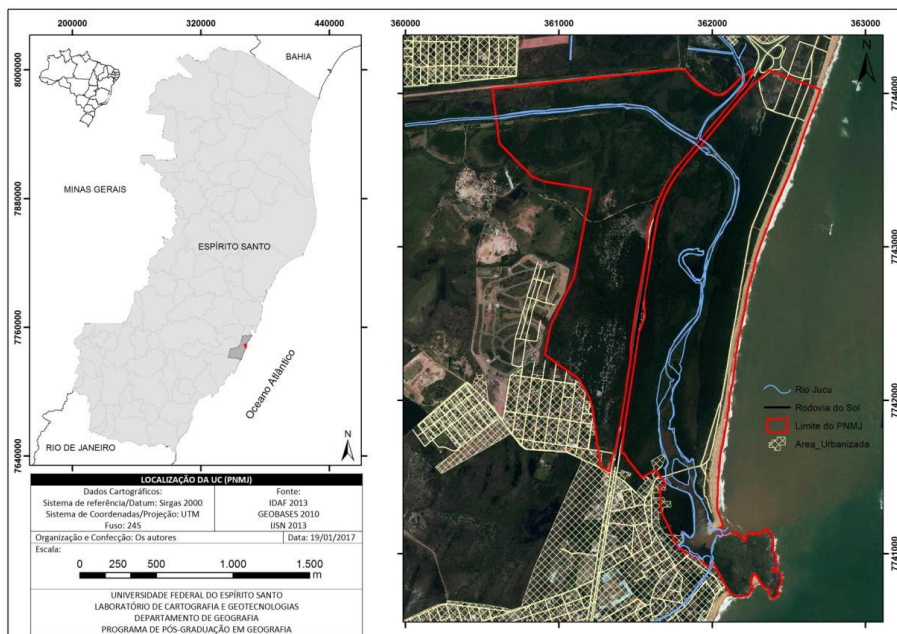 200000 320000 440000
8000000
7880000
7760000
7640000
BAHIA
MINAS GERAIS
ESPÍRITO SANTO
Oceano Atlântico
RIO DE JANEIRO
N
LOCALIZAÇÃO DA UC (PNMJ)
Dados Cartográficos:
Sistema de referência/Datum: Sirgas 2000
Sistema de Coordenadas/Projeção: UTM
Fuso: 24S
Fonte:
IDAF 2013
GEOBASES 2010
IJSN 2013
Organização e Confecção: Os autores
Data: 19/01/2017
Escala:
0 250 500 1.000 1.500
m
UNIVERSIDADE FEDERAL DO ESPÍRITO SANTO
LABORATÓRIO DE CARTOGRAFIA E GEOTECNOLOGIAS
DEPARTAMENTO DE GEOGRAFIA
PROGRAMA DE PÓS-GRADUAÇÃO EM GEOGRAFIA
360000 361000 362000 363000
N
7744000
7743000
7742000
7741000
Rio Jucu
Rodovia do Sol
Limite do PNMJ
Area_Urbanizada